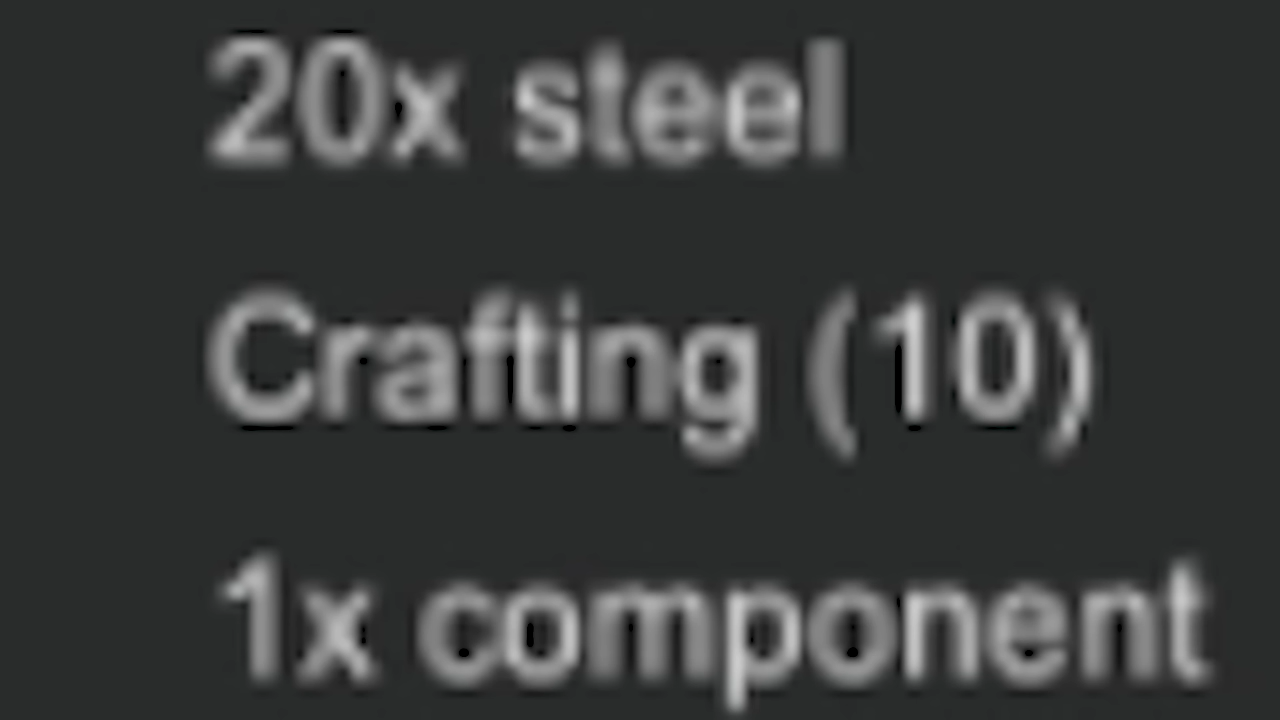 20x steel
Crafting (10)
1x component